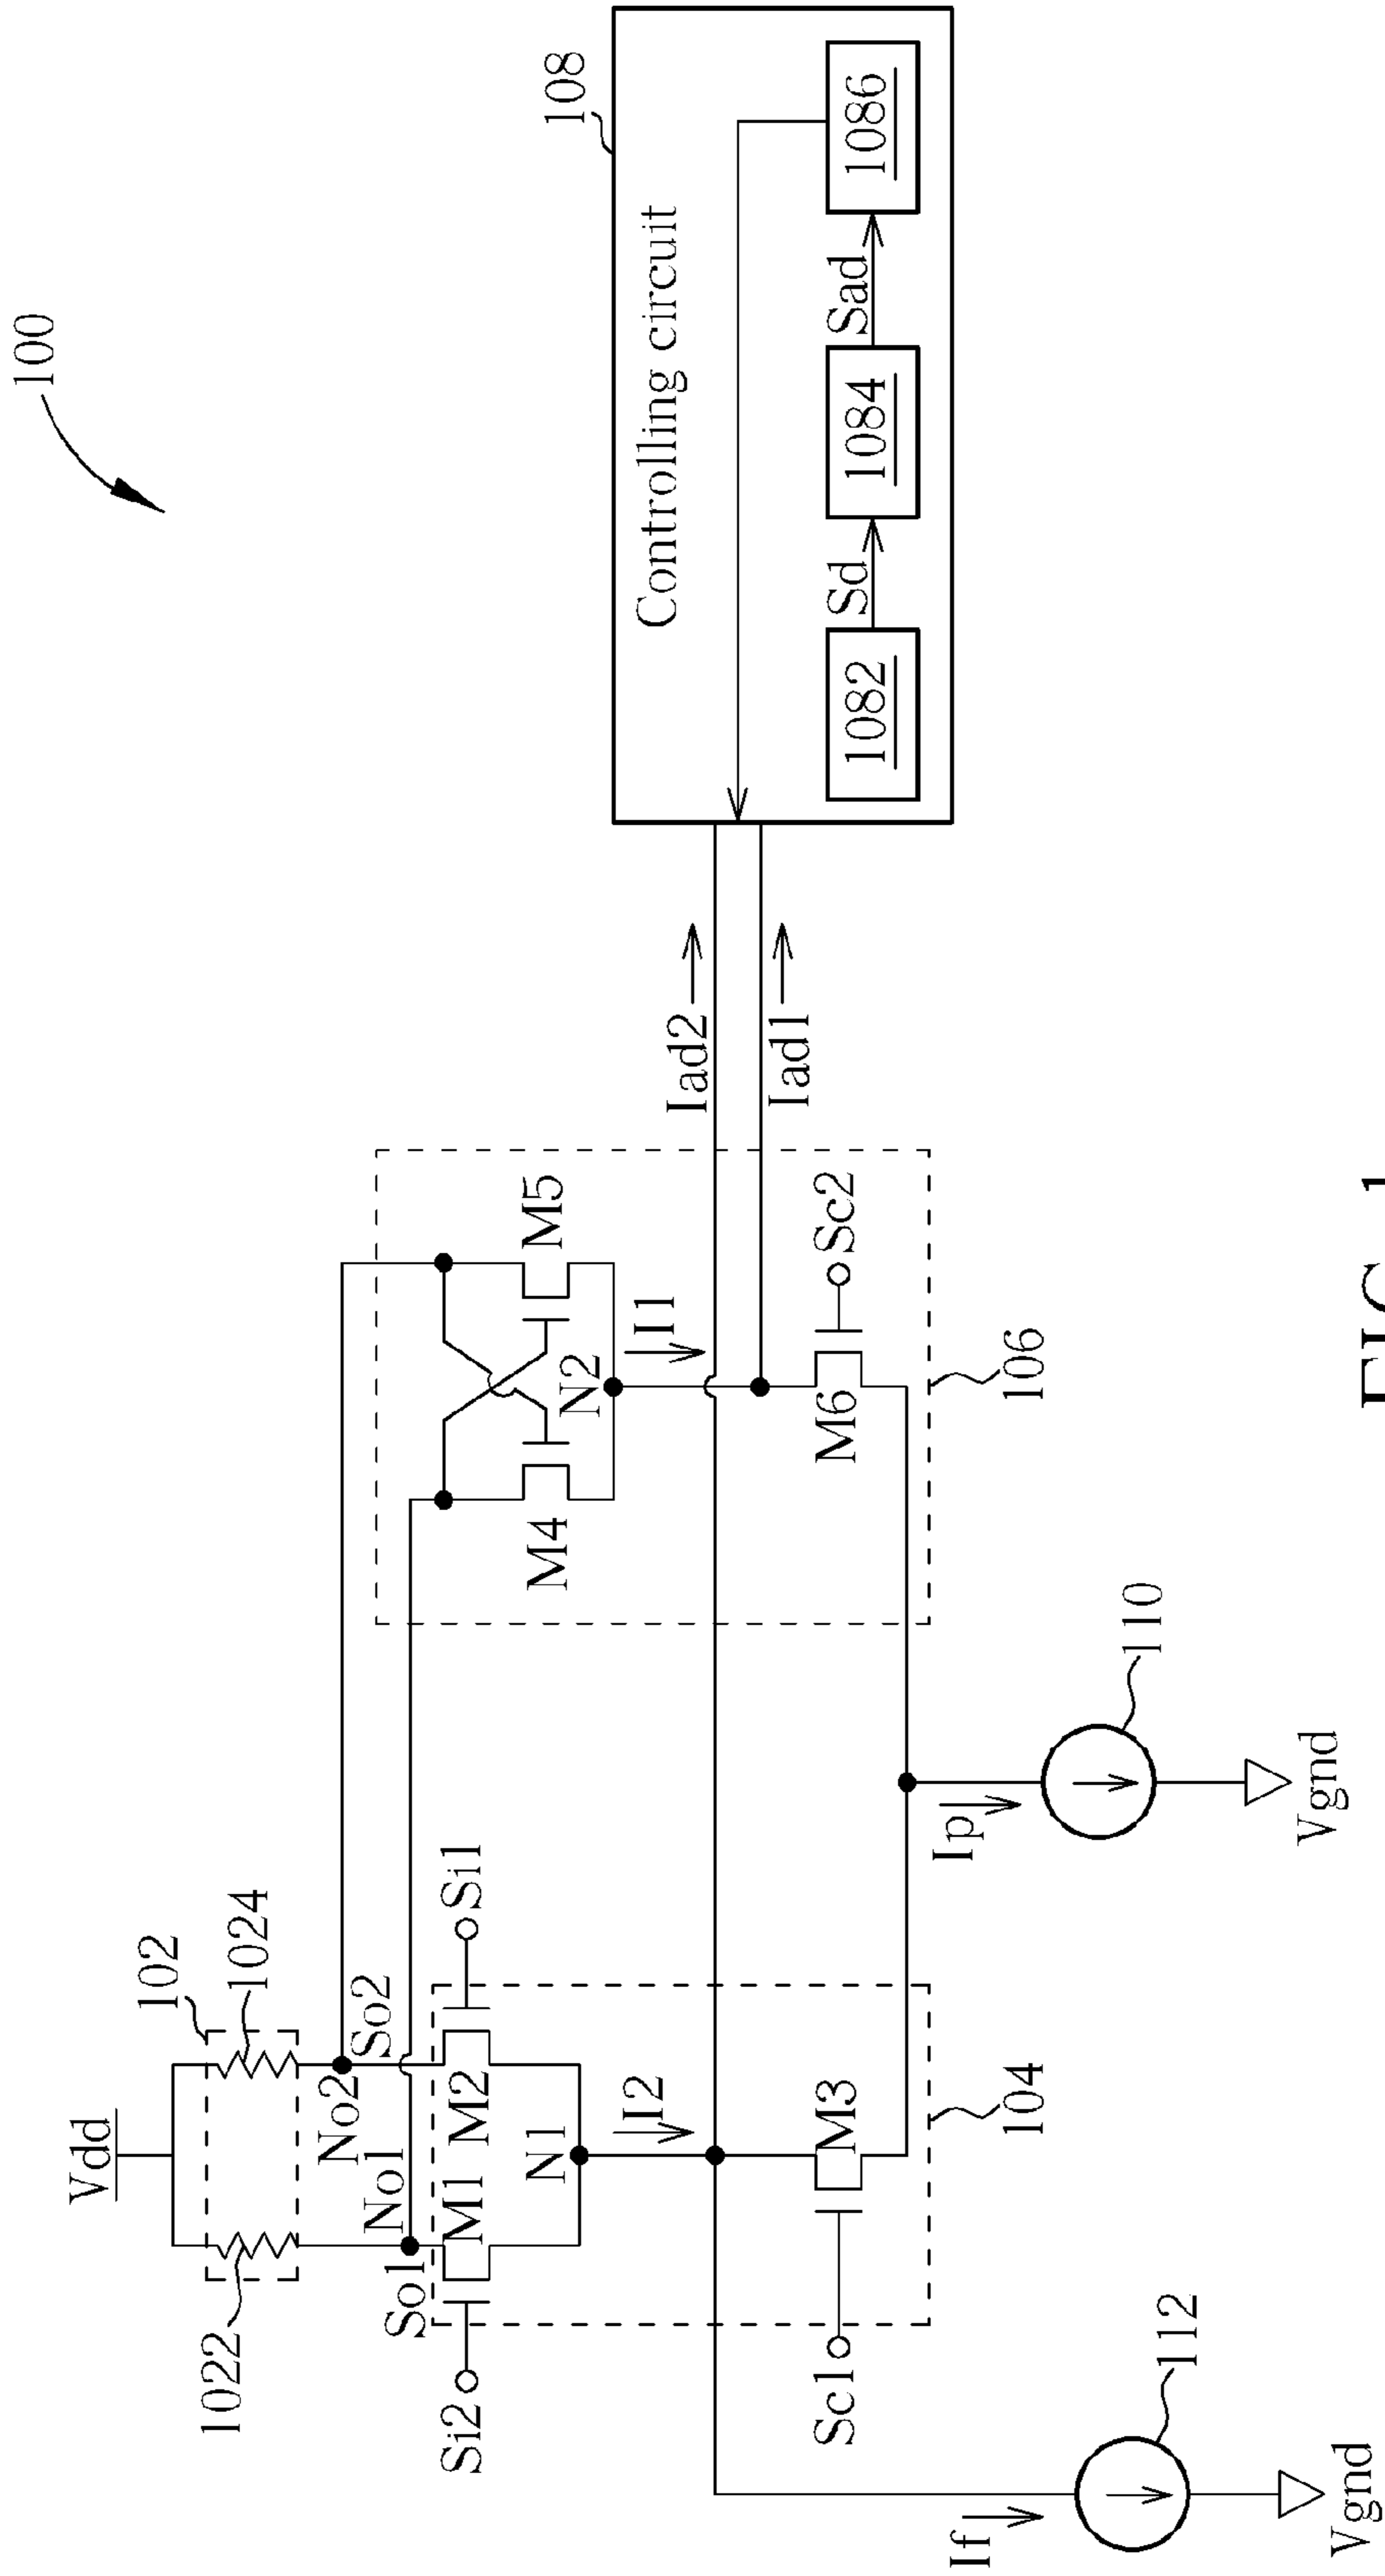 100
Vdd
102
1022
1024
No2
So2
No1
So1
M1
M2
Si2
Si1
N1
I2
M3
Sc1
104
If
112
Vgnd
Ip
110
Vgnd
M4
M5
N2
I1
M6
Sc2
106
Iad2
Iad1
108
Controlling circuit
1082
Sd
1084
Sad
1086